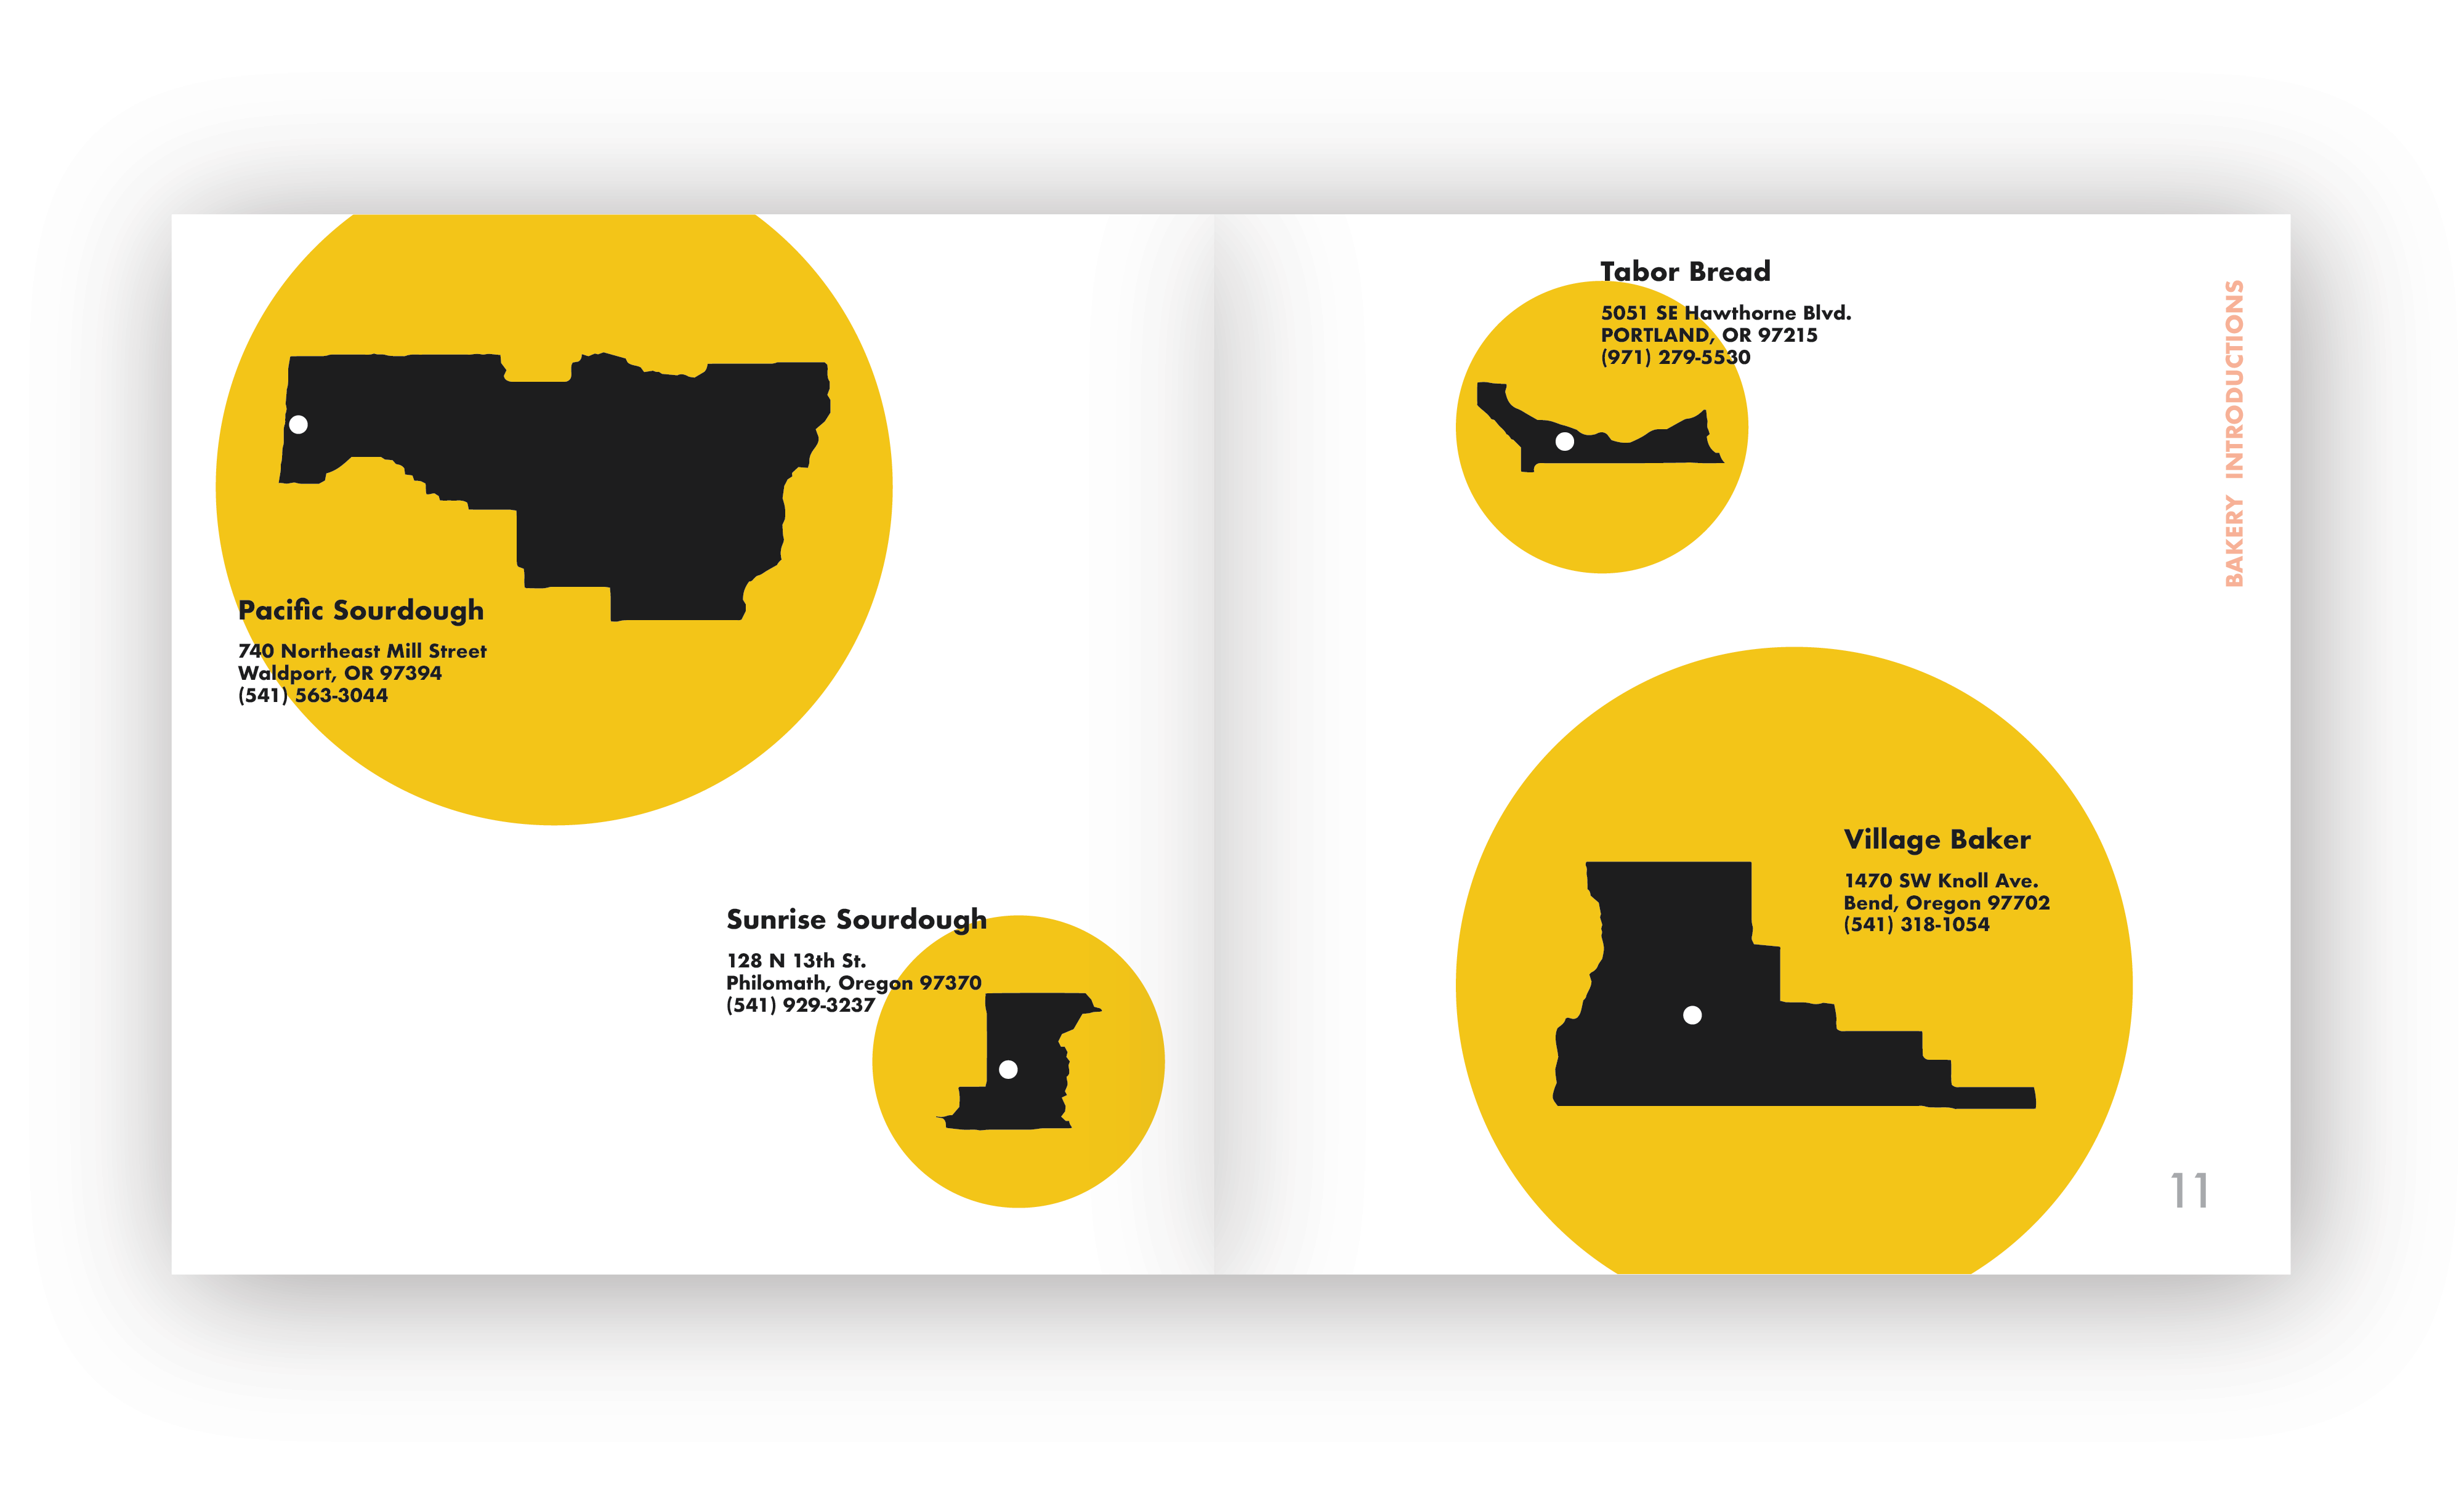 Pacific Sourdough
740 Northeast Mill Street
Waldport, OR 97394
(541) 563-3044
Sunrise Sourdough
128 N 13th St.
Philomath, Oregon 97370
(541) 929-3237
Tabor Bread
5051 SE Hawthorne Blvd.
PORTLAND, OR 97215
(971) 279-5530
Village Baker
1470 SW Knoll Ave.
Bend, Oregon 97702
(541) 318-1054
BAKERY INTRODUCTIONS
11